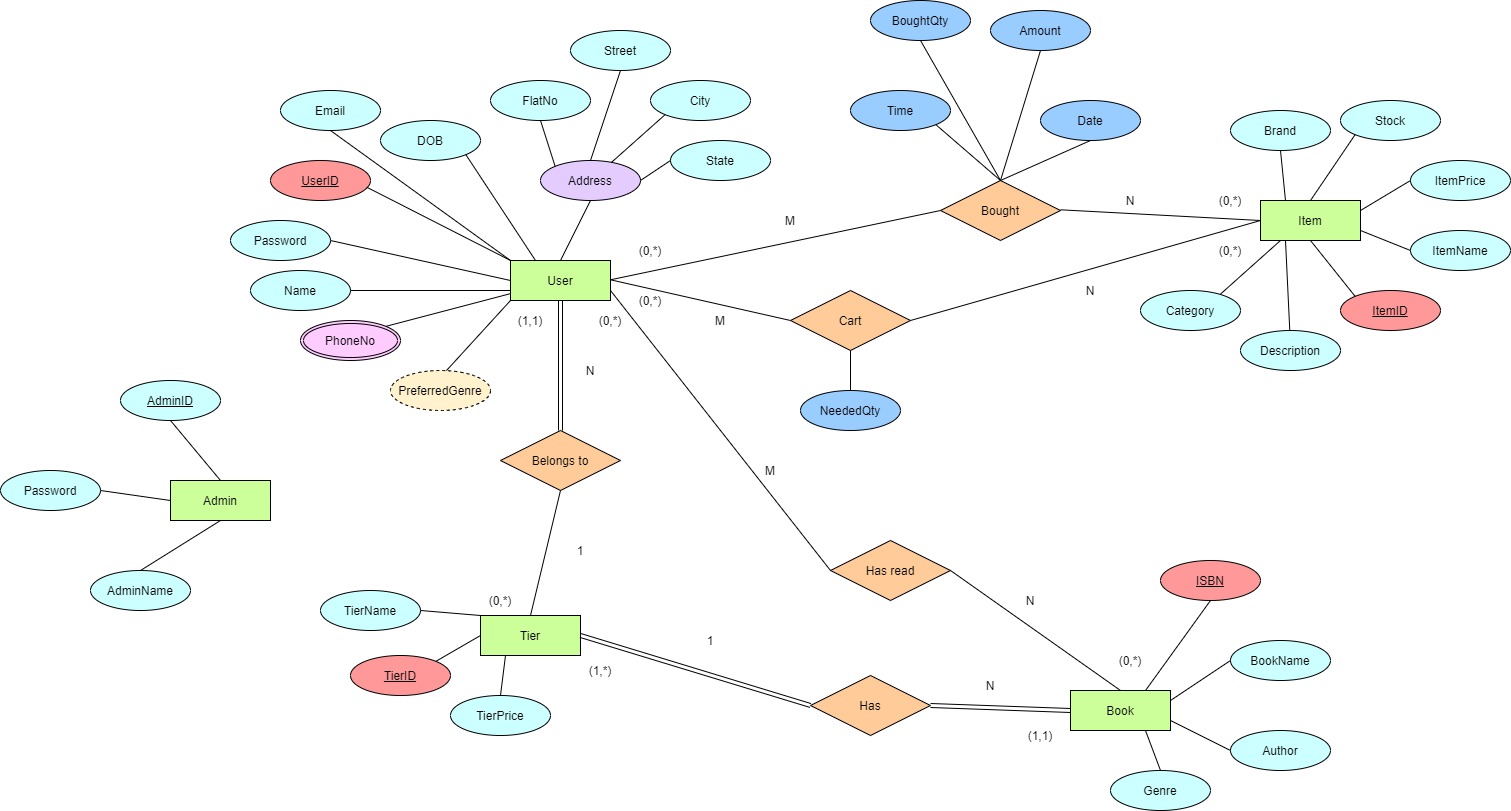 BoughtQty
Amount
Street
FlatNo
City
Email
Time
Date
DOB
Brand
Stock
State
UserID
Address
ItemPrice
M
N
(0,*)
Bought
Item
Password
(0,*)
(0,*)
ItemName
User
Name
(0,*)
N
(1,1)
(0,*)
M
Cart
Category
ItemID
PhoneNo
Description
N
PreferredGenre
AdminID
NeededQty
Belongs to
M
Password
Admin
1
Has read
ISBN
AdminName
(0,*)
N
TierName
Tier
1
(0,*)
BookName
TierID
(1,*)
N
TierPrice
Has
Book
(1,1)
Author
Genre